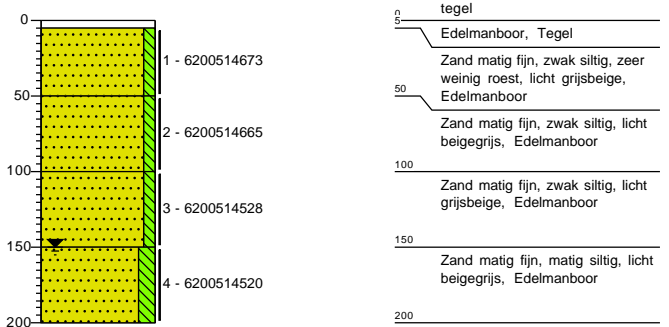 0
50
100
150
200
1 - 6200514673
2 - 6200514665
3 - 6200514528
4 - 6200514520
0
tegel
5
Edelmanboor, Tegel
Zand matig fijn, zwak siltig, zeer
weinig roest, licht grijsbeige,
Edelmanboor
50
Zand matig fijn, zwak siltig, licht
beigegrijs, Edelmanboor
100
Zand matig fijn, zwak siltig, licht
grijsbeige, Edelmanboor
150
Zand matig fijn, matig siltig, licht
beigegrijs, Edelmanboor
200